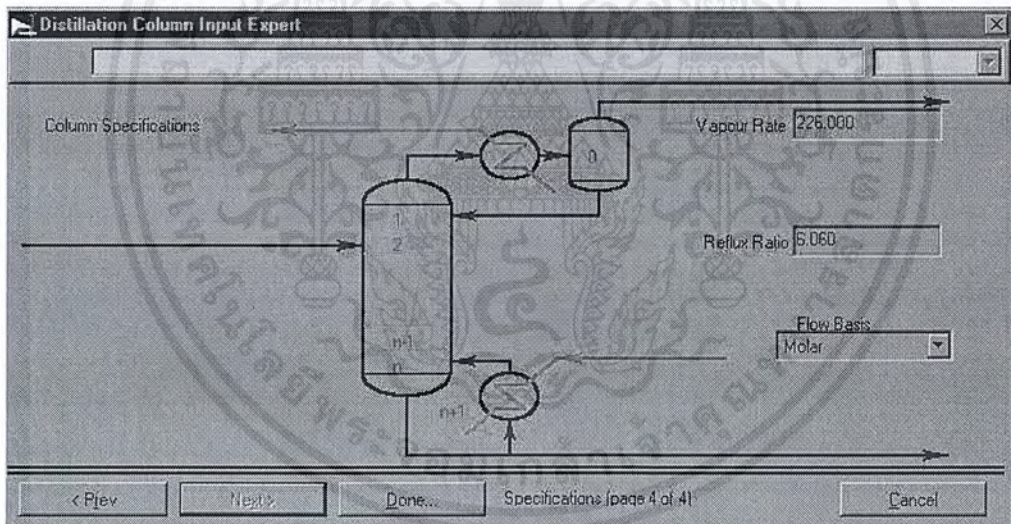 Distillation Column Input Expert
Column Specifications
Vapour Rate 226.000
0
1
2
Reflux Ratio 6.060
Flow Basis
Molar
n+1
n
n+1
< Prev Next > Done... Specifications (page 4 of 4) Cancel